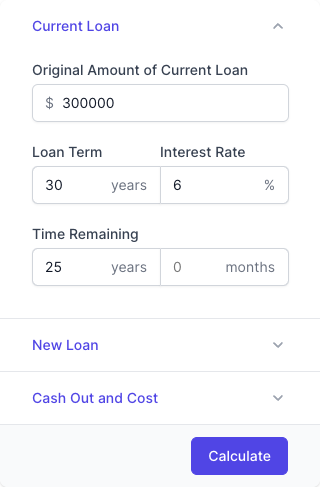 Current Loan
Original Amount of Current Loan
$ 300000
Loan Term Interest Rate
30 years 6 %
Time Remaining
25 years 0 months
New Loan
Cash Out and Cost
Calculate